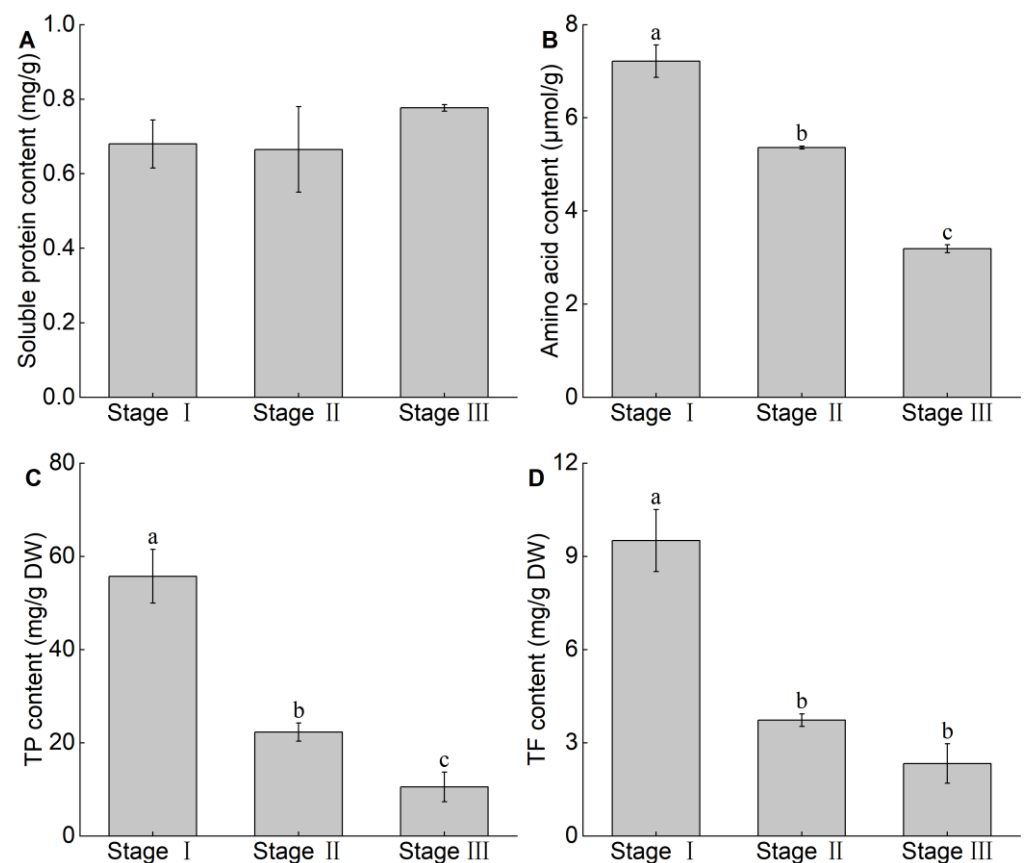 A
Soluble protein content (mg/g)
1.0
0.8
0.6
0.4
0.2
0.0
Stage Ⅰ
Stage Ⅱ
Stage Ⅲ
B
Amino acid content (μmol/g)
8
6
4
2
0
a
b
c
Stage Ⅰ
Stage Ⅱ
Stage Ⅲ
C
TP content (mg/g DW)
80
60
40
20
0
a
b
c
Stage Ⅰ
Stage Ⅱ
Stage Ⅲ
D
TF content (mg/g DW)
12
9
6
3
0
a
b
b
Stage Ⅰ
Stage Ⅱ
Stage Ⅲ